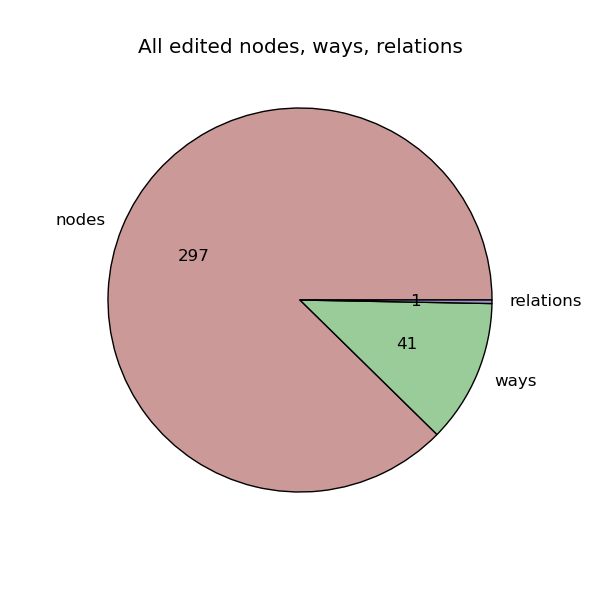 All edited nodes, ways, relations
nodes
297
1
relations
41
ways